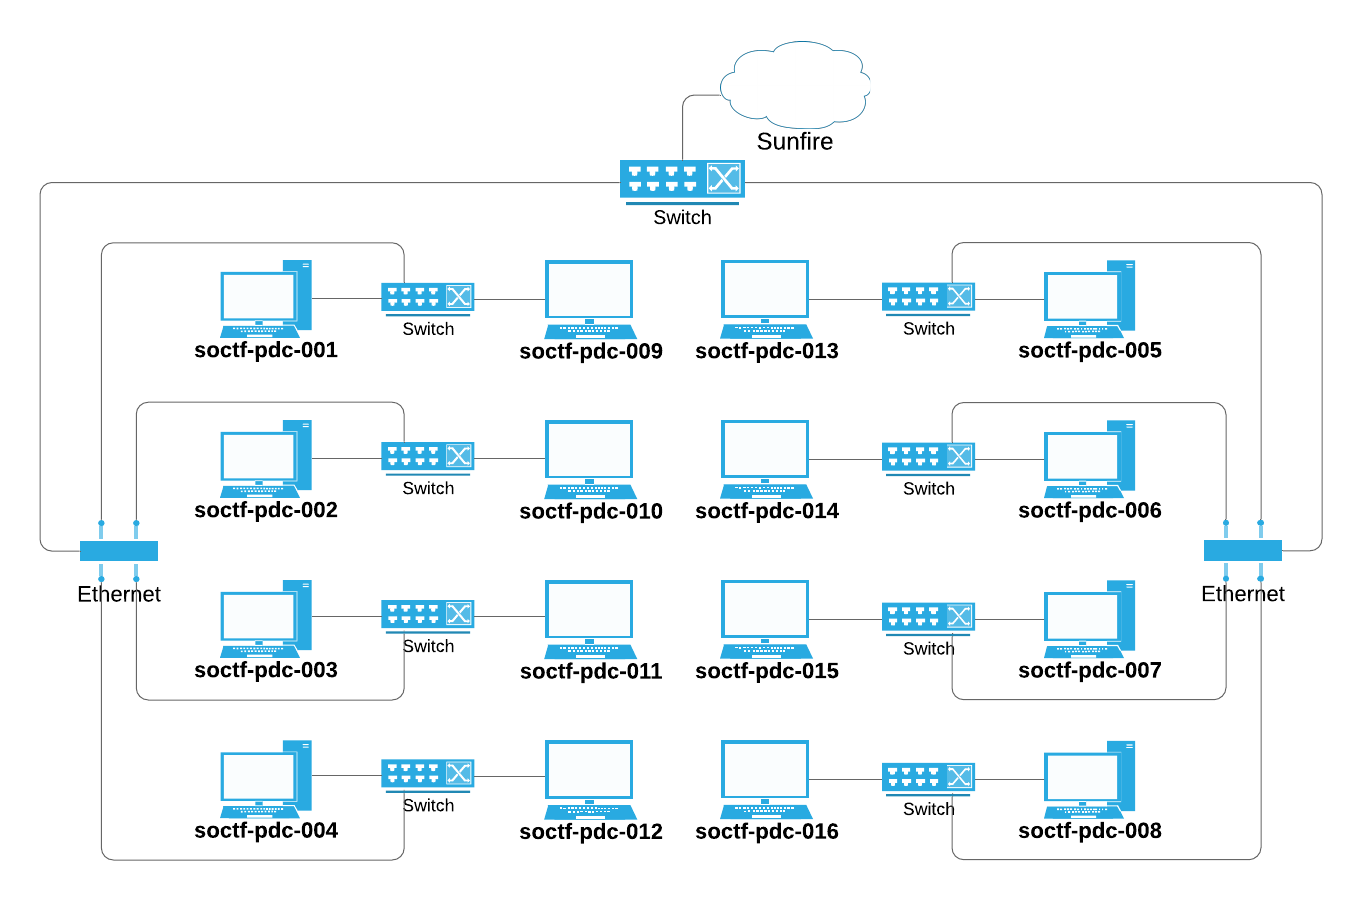 Sunfire
Switch
Switch
Switch
soctf-pdc-001
soctf-pdc-009
soctf-pdc-013
soctf-pdc-005
Switch
Switch
soctf-pdc-002
soctf-pdc-010
soctf-pdc-014
soctf-pdc-006
Ethernet
Ethernet
Switch
Switch
soctf-pdc-003
soctf-pdc-011
soctf-pdc-015
soctf-pdc-007
Switch
Switch
soctf-pdc-004
soctf-pdc-012
soctf-pdc-016
soctf-pdc-008